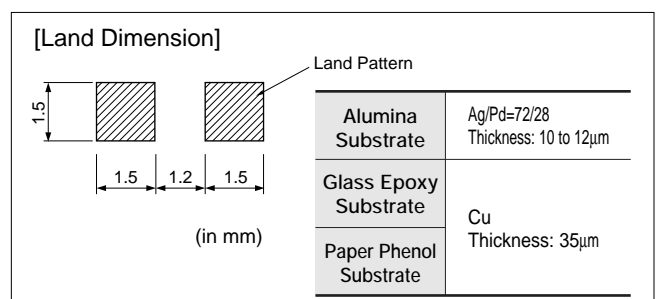 [Land Dimension]
Land Pattern
1.5
1.5 1.2 1.5
(in mm)
Alumina
Substrate
Ag/Pd=72/28
Thickness: 10 to 12μm
Glass Epoxy
Substrate
Cu
Thickness: 35μm
Paper Phenol
Substrate